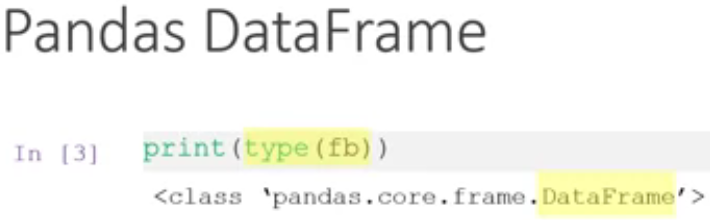 Pandas DataFrame
In [3] print(type(fb))
<class ‘pandas.core.frame.DataFrame’>